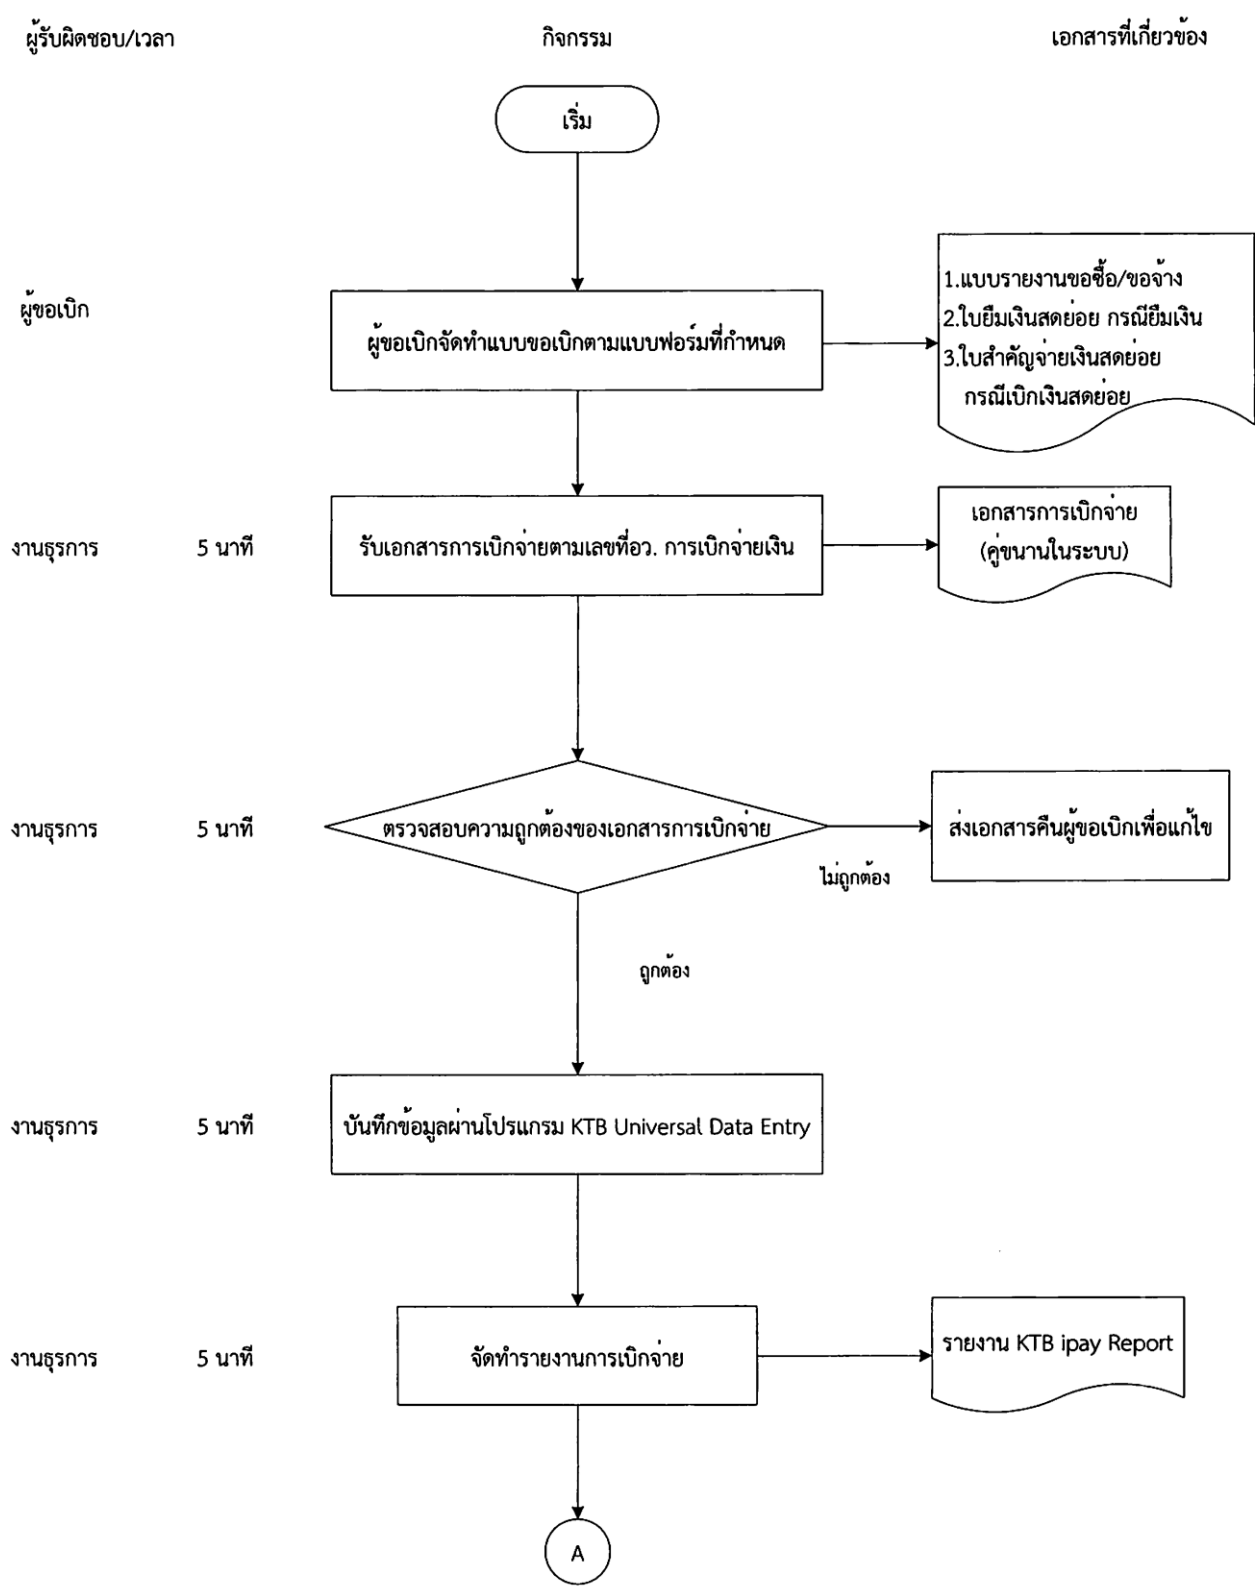 ผู้รับผิดชอบ/เวลา กิจกรรม เอกสารที่เกี่ยวข้อง
เริ่ม
ผู้ขอเบิก
ผู้ขอเบิกจัดทำแบบขอเบิกตามแบบฟอร์มที่กำหนด
1.แบบรายงานขอซื้อ/ขอจ้าง
2.ใบยืมเงินสดย่อย กรณียืมเงิน
3.ใบสำคัญจ่ายเงินสดย่อย
กรณีเบิกเงินสดย่อย
งานธุรการ 5 นาที รับเอกสารการเบิกจ่ายตามเลขที่อว. การเบิกจ่ายเงิน
เอกสารการเบิกจ่าย
(คู่ขนานในระบบ)
งานธุรการ 5 นาที ตรวจสอบความถูกต้องของเอกสารการเบิกจ่าย ส่งเอกสารคืนผู้ขอเบิกเพื่อแก้ไข
ไม่ถูกต้อง
ถูกต้อง
งานธุรการ 5 นาที บันทึกข้อมูลผ่านโปรแกรม KTB Universal Data Entry
งานธุรการ 5 นาที จัดทำรายงานการเบิกจ่าย รายงาน KTB ipay Report
A